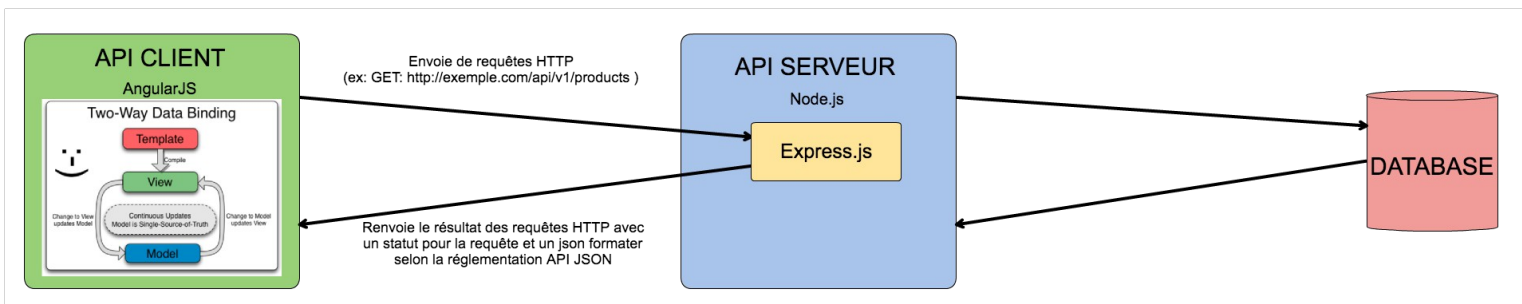 API CLIENT
AngularJS
Two-Way Data Binding
Template
Compile
View
Change to View
updates Model
Continuous Updates
Model is Single-Source-of-Truth
Change to Model
updates View
Model
Envoie de requêtes HTTP
(ex: GET: http://exemple.com/api/v1/products )
Renvoie le résultat des requêtes HTTP avec
un statut pour la requête et un json formater
selon la réglementation API JSON
API SERVEUR
Node.js
Express.js
DATABASE